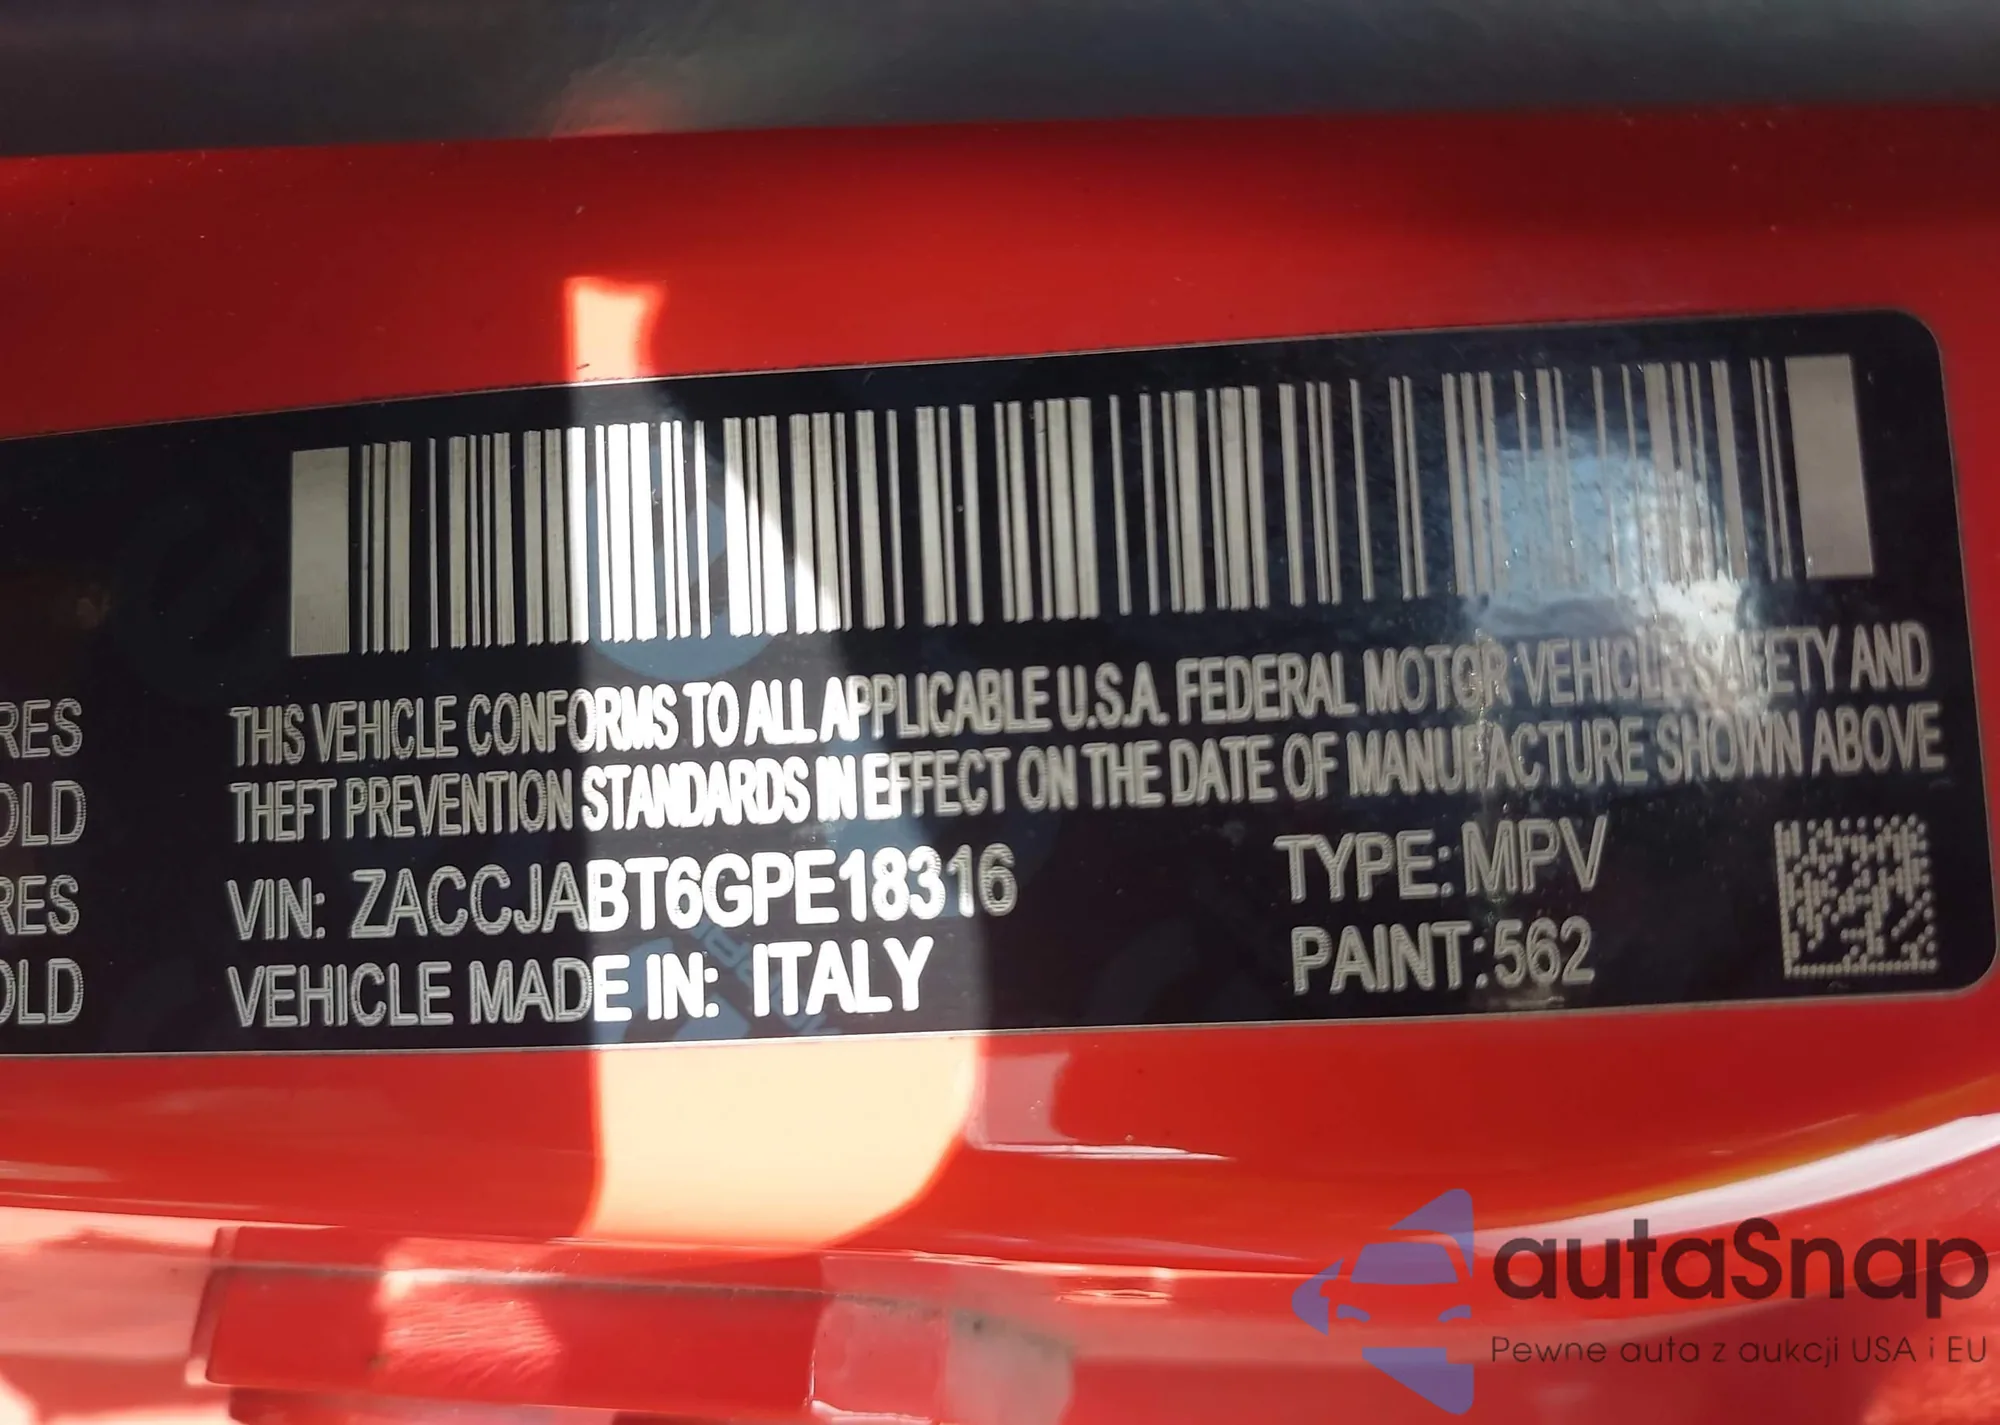 RES
OLD
RES
OLD
THIS VEHICLE CONFORMS TO ALL APPLICABLE U.S.A. FEDERAL MOTOR VEHICLE SAFETY AND
THEFT PREVENTION STANDARDS IN EFFECT ON THE DATE OF MANUFACTURE SHOWN ABOVE
VIN: ZACCJABT6GPE18316
VEHICLE MADE IN: ITALY
TYPE: MPV
PAINT: 562
autaSnap
Pewne auta z aukcji USA i EU